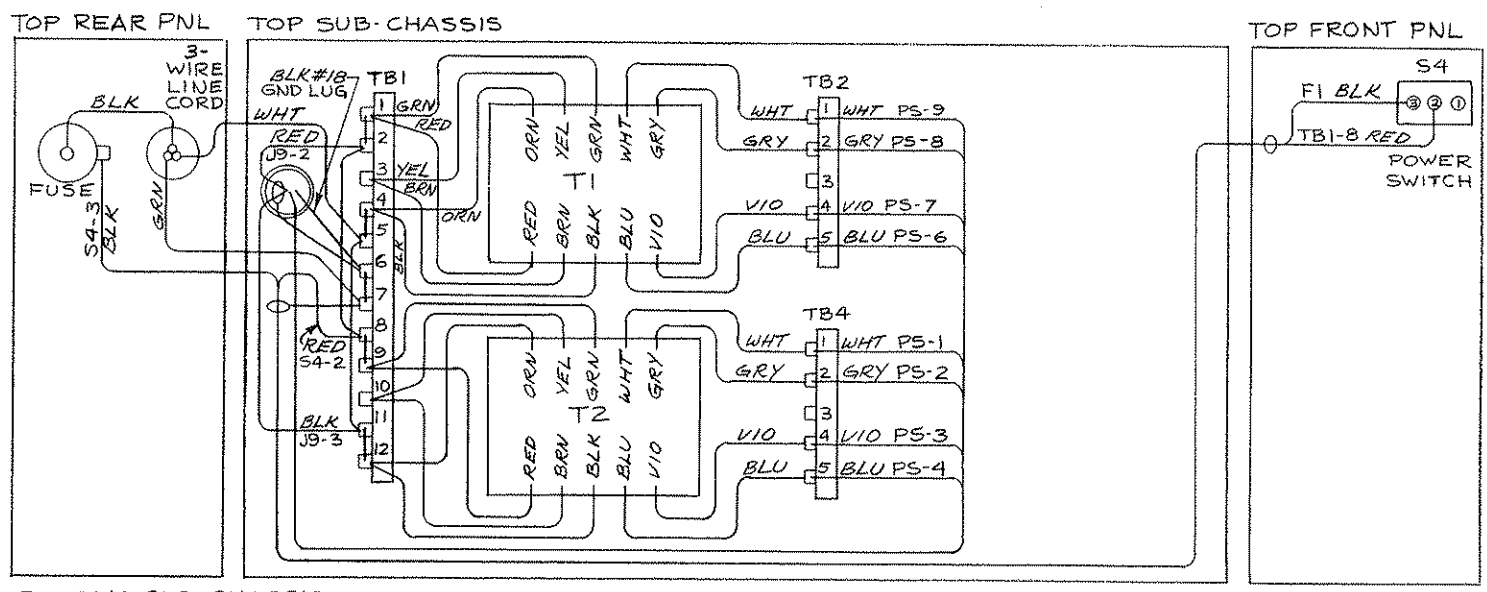 TOP REAR PNL
TOP SUB-CHASSIS
TOP FRONT PNL
3-
WIRE
LINE
CORD
BLK
FUSE
S4-3
BLK
GRN
WHT
RED
J9-2
BLK#18
GND LUG
TB1
1
2
3
4
5
6
7
8
9
10
11
12
GRN
RED
YEL
BRN
ORN
BLK
RED
S4-2
BLK
J9-3
ORN
YEL
GRN
WHT
GRY
T1
RED
BRN
BLK
BLU
VIO
ORN
YEL
GRN
WHT
GRY
T2
RED
BRN
BLK
BLU
VIO
TB2
WHT 1 WHT PS-9
GRY 2 GRY PS-8
3
VIO 4 VIO PS-7
BLU 5 BLU PS-6
TB4
WHT 1 WHT PS-1
GRY 2 GRY PS-2
3
VIO 4 VIO PS-3
BLU 5 BLU PS-4
S4
F1 BLK
3 2 1
TB1-8 RED
POWER
SWITCH